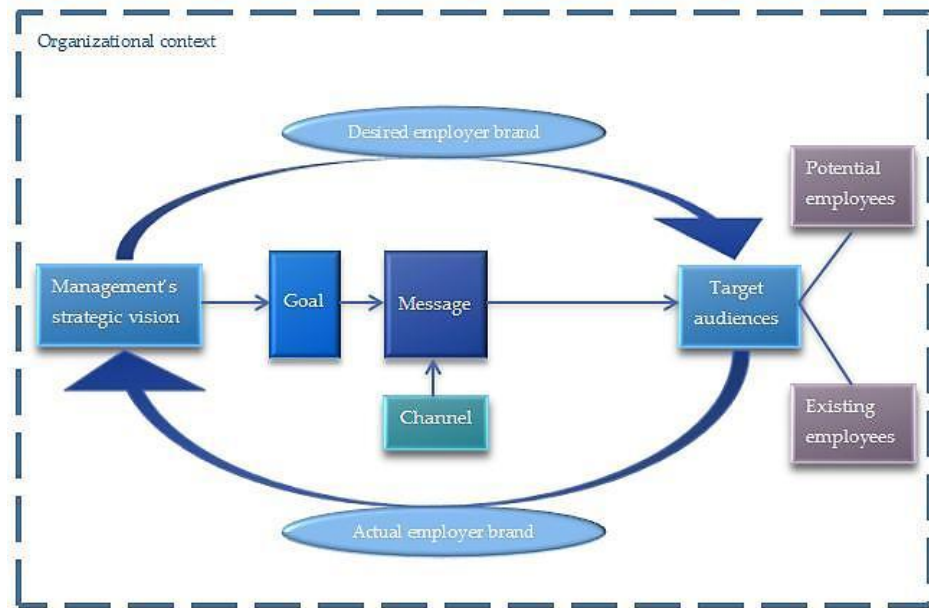 Organizational context
Desired employer brand
Potential
employees
Management's
strategic vision
Goal
Message
Target
audiences
Channel
Existing
employees
Actual employer brand